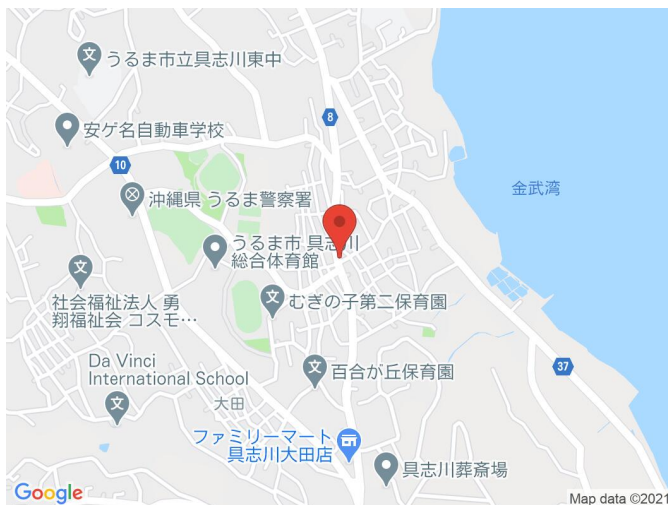 うるま市立具志川東中
安ゲ名自動車学校
8
10
沖縄県 うるま警察署
金武湾
うるま市 具志川
総合体育館
むぎの子第二保育園
社会福祉法人 勇
翔福祉会 コスモ…
Da Vinci
International School
百合が丘保育園
37
大田
ファミリーマート
具志川大田店
具志川葬斎場
Google
Map data ©2021